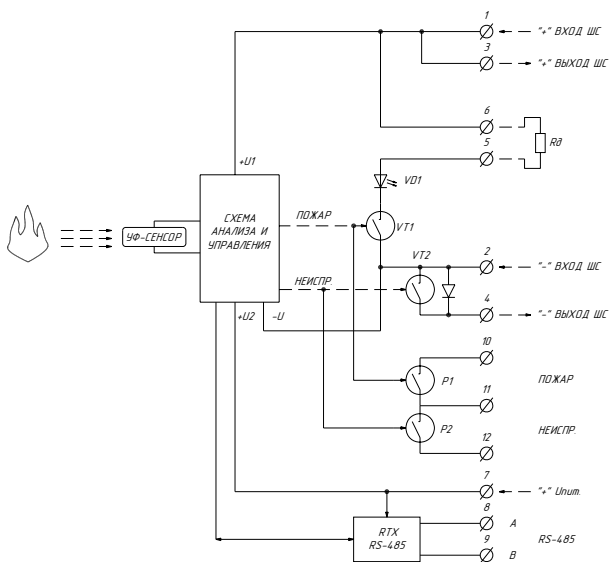 1
"+" ВХОД ШС
3
"+" ВЫХОД ШС
6
5
Rд
+U1
VD1
СХЕМА
АНАЛИЗА И
УПРАВЛЕНИЯ
ПОЖАР
VT1
УФ-СЕНСОР
VT2
2
"-" ВХОД ШС
НЕИСПР.
+U2
-U
4
"-" ВЫХОД ШС
10
P1
ПОЖАР
11
P2
НЕИСПР.
12
7
"+" Uпит.
8
A
RTX
RS-485
RS-485
9
B